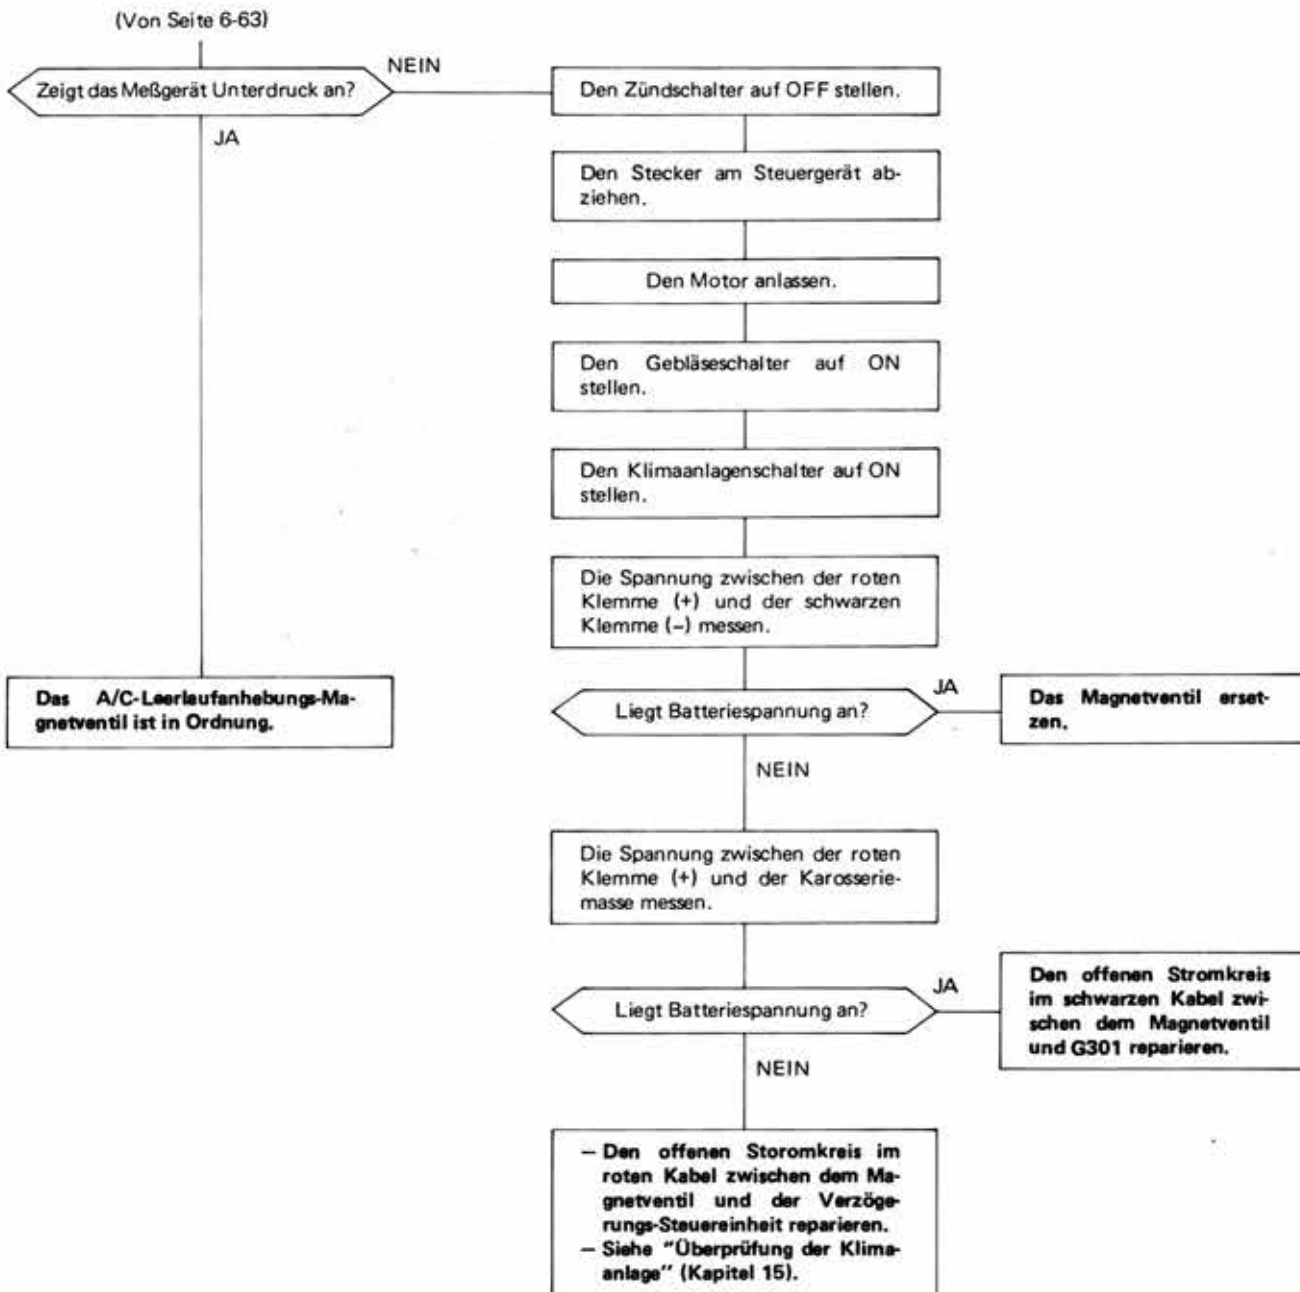 (Von Seite 6-63)
Zeigt das Meßgerät Unterdruck an?
NEIN
JA
Den Zündschalter auf OFF stellen.
Den Stecker am Steuergerät ab-
ziehen.
Den Motor anlassen.
Den Gebläseschalter auf ON
stellen.
Den Klimaanlagenschalter auf ON
stellen.
Die Spannung zwischen der roten
Klemme (+) und der schwarzen
Klemme (–) messen.
Das A/C-Leerlaufanhebungs-Ma-
gnetventil ist in Ordnung.
Liegt Batteriespannung an?
JA
Das Magnetventil erset-
zen.
NEIN
Die Spannung zwischen der roten
Klemme (+) und der Karosserie-
masse messen.
Liegt Batteriespannung an?
JA
Den offenen Stromkreis
im schwarzen Kabel zwi-
schen dem Magnetventil
und G301 reparieren.
NEIN
– Den offenen Storomkreis im
roten Kabel zwischen dem Ma-
gnetventil und der Verzöge-
rungs-Steuereinheit reparieren.
– Siehe "Überprüfung der Klima-
anlage" (Kapitel 15).